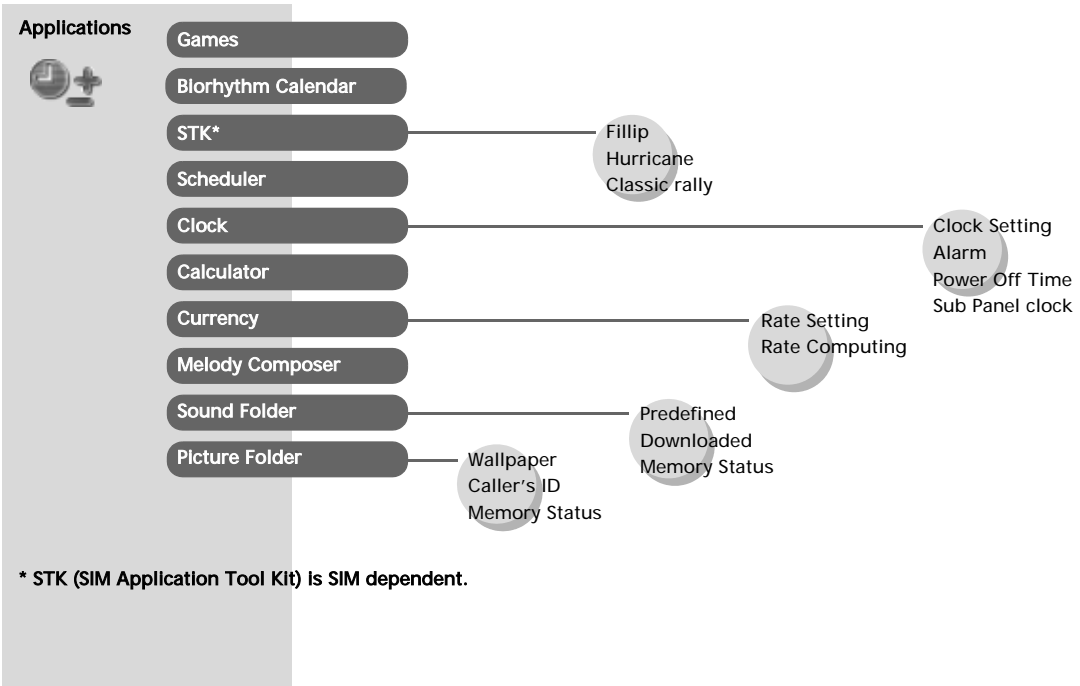 Applications
Games
Biorhythm Calendar
STK*
Fillip
Hurricane
Classic rally
Scheduler
Clock
Clock Setting
Alarm
Power Off Time
Sub Panel clock
Calculator
Currency
Rate Setting
Rate Computing
Melody Composer
Sound Folder
Predefined
Downloaded
Memory Status
Picture Folder
Wallpaper
Caller's ID
Memory Status
* STK (SIM Application Tool Kit) is SIM dependent.